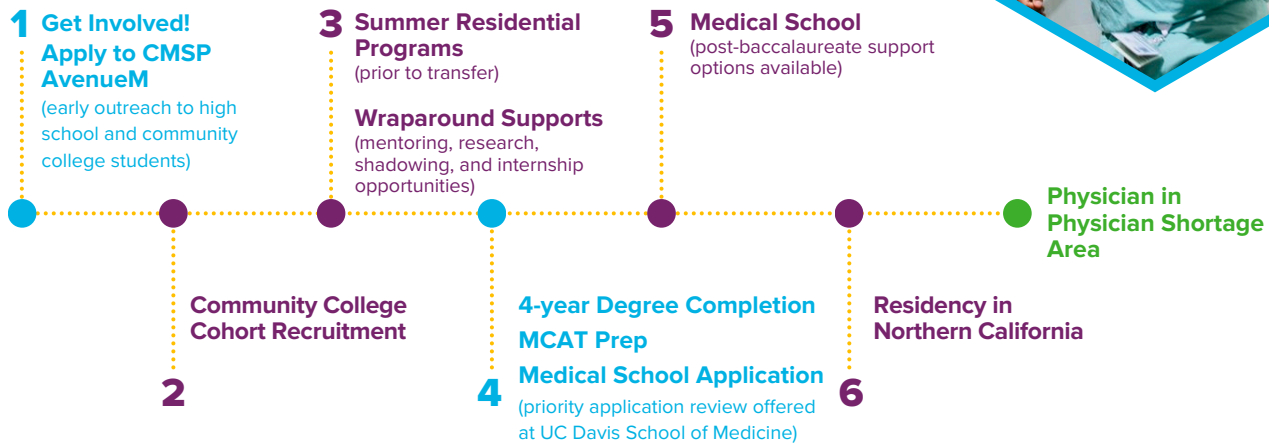 1
Get Involved!
Apply to CMSP
AvenueM
(early outreach to high
school and community
college students)
2
Community College
Cohort Recruitment
3
Summer Residential
Programs
(prior to transfer)
Wraparound Supports
(mentoring, research,
shadowing, and internship
opportunities)
4
4-year Degree Completion
MCAT Prep
Medical School Application
(priority application review offered
at UC Davis School of Medicine)
5
Medical School
(post-baccalaureate support
options available)
6
Residency in
Northern California
Physician in
Physician Shortage
Area